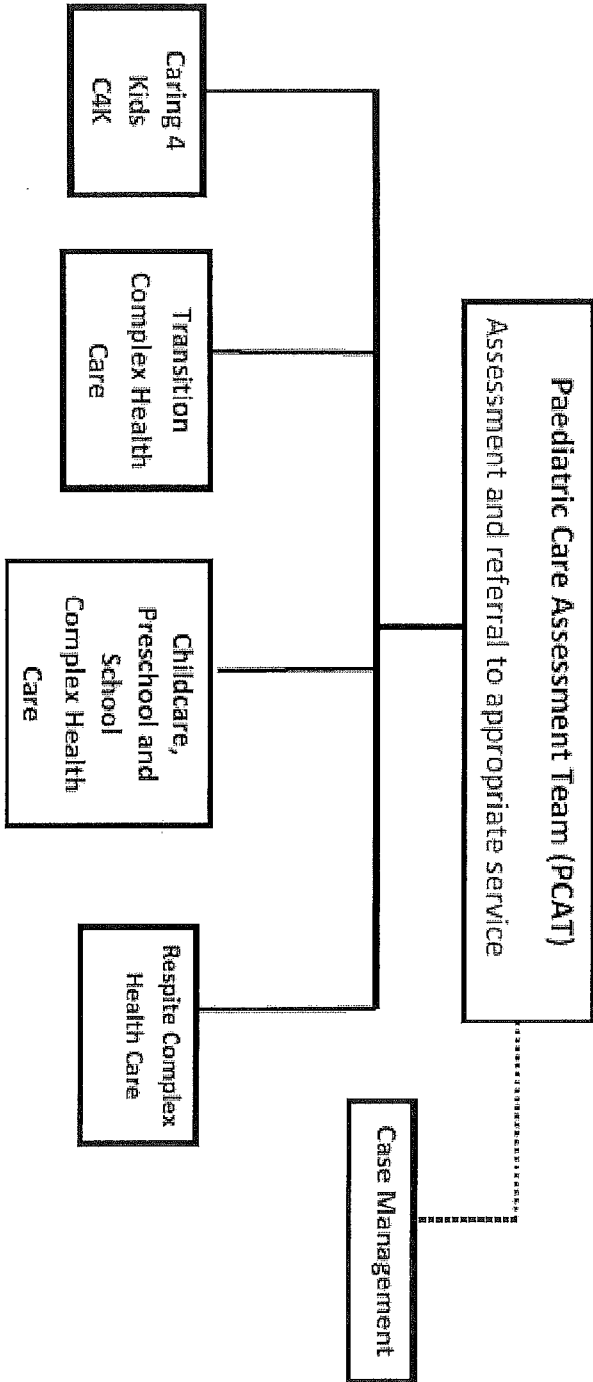 Paediatric Care Assessment Team (PCAT)
Assessment and referral to appropriate service
Case Management
Caring 4
Kids
C4K
Transition
Complex Health
Care
Childcare,
Preschool and
School
Complex Health
Care
Respite Complex
Health Care